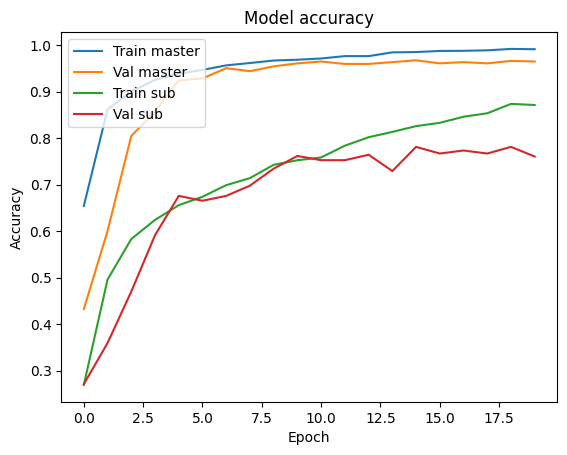 Model accuracy
Train master
Val master
Train sub
Val sub
Accuracy
1.0
0.9
0.8
0.7
0.6
0.5
0.4
0.3
0.0 2.5 5.0 7.5 10.0 12.5 15.0 17.5
Epoch